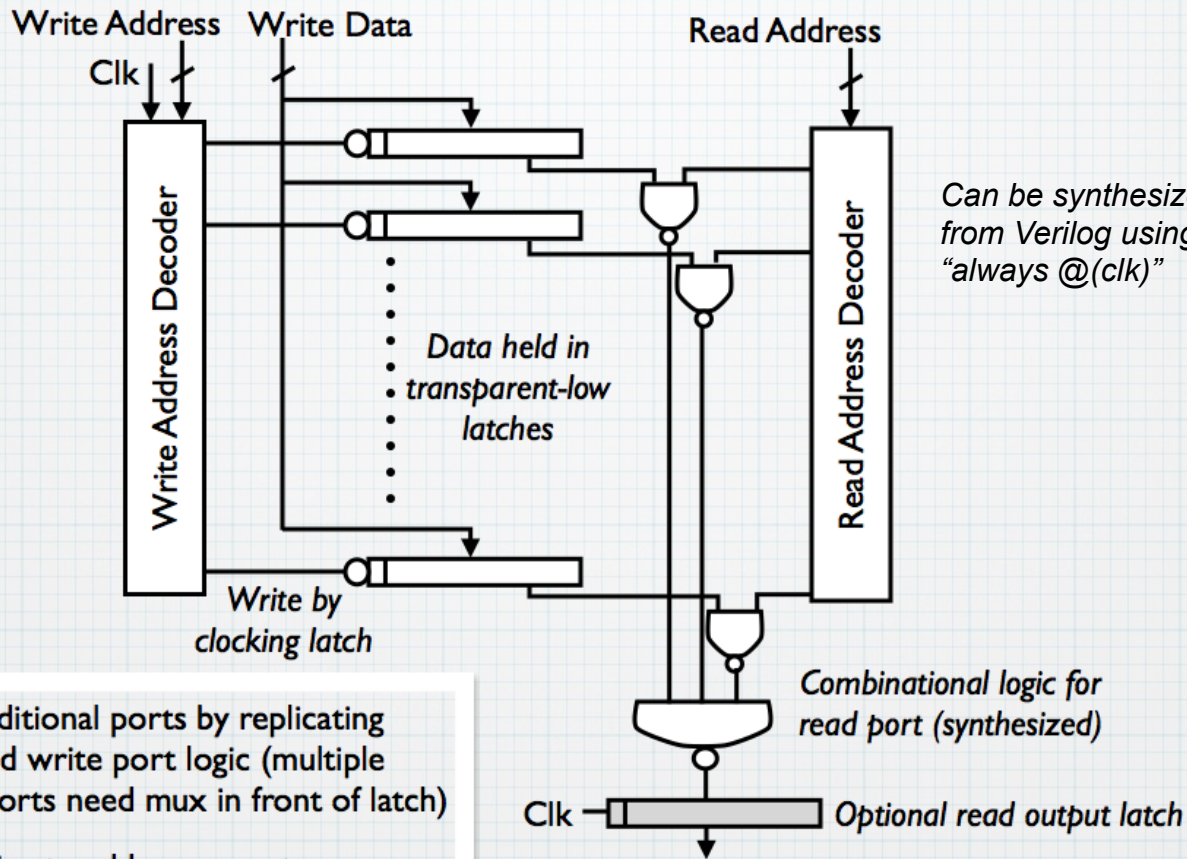 Write Address
Write Data
Read Address
Clk
Write Address Decoder
Read Address Decoder
Can be synthesize
from Verilog using
“always @(clk)”
Data held in
transparent-low
latches
Write by
clocking latch
Combinational logic for
read port (synthesized)
ditional ports by replicating
d write port logic (multiple
orts need mux in front of latch)
Clk
Optional read output latch